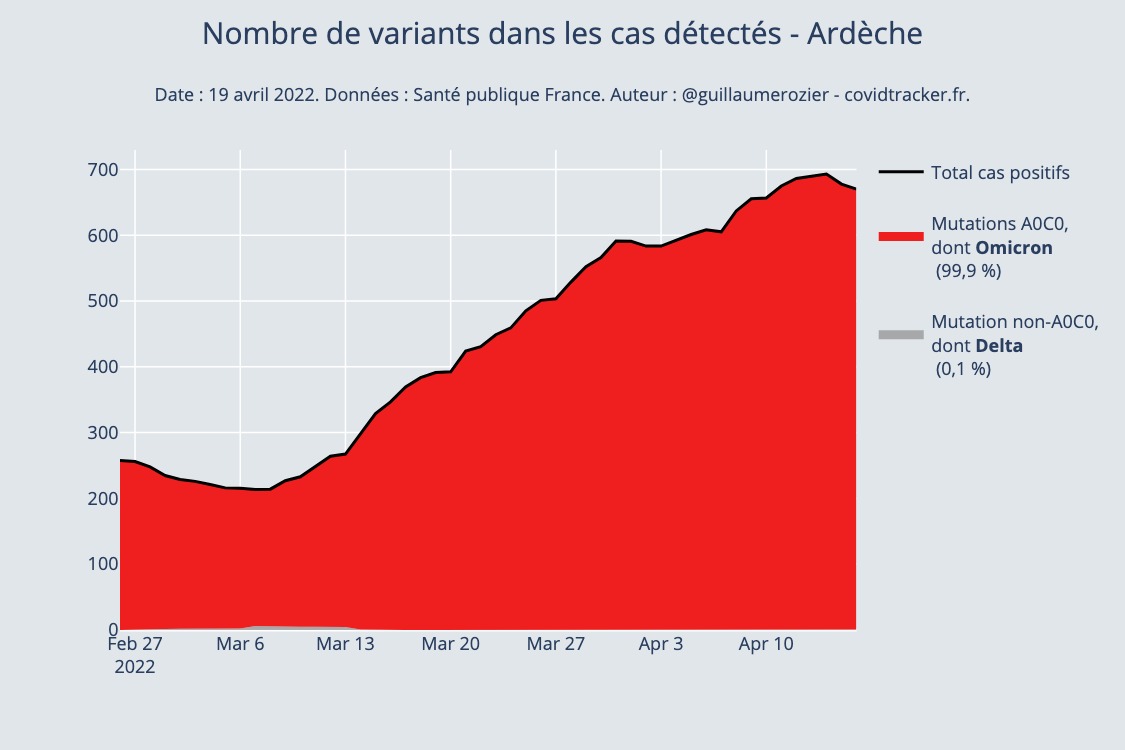 Nombre de variants dans les cas détectés - Ardèche
Date : 19 avril 2022. Données : Santé publique France. Auteur : @guillaumerozier - covidtracker.fr.
700
600
500
400
300
200
100
0
Feb 27
2022
Mar 6
Mar 13
Mar 20
Mar 27
Apr 3
Apr 10
Total cas positifs
Mutations A0C0,
dont Omicron
(99,9 %)
Mutation non-A0C0,
dont Delta
(0,1 %)